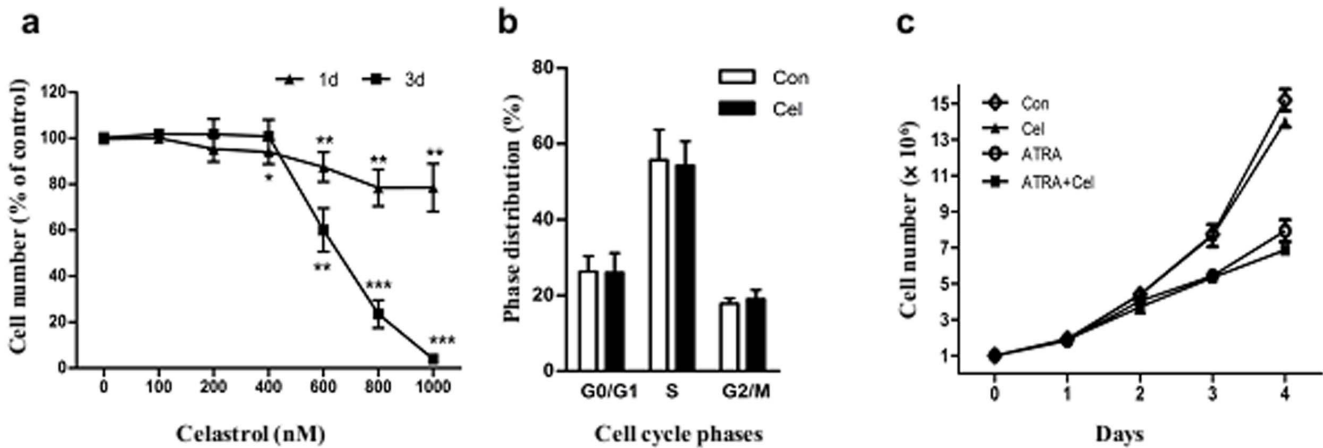 a
1d 3d
Cell number (% of control)
120
100
80
60
40
20
0
**
**
**
*
**
***
***
0 100 200 400 600 800 1000
Celastrol (nM)
b
Con
Cel
Phase distribution (%)
80
60
40
20
0
G0/G1 S G2/M
Cell cycle phases
c
Con
Cel
ATRA
ATRA+Cel
Cell number (× 10⁶)
15
13
11
9
7
5
3
1
0 1 2 3 4
Days